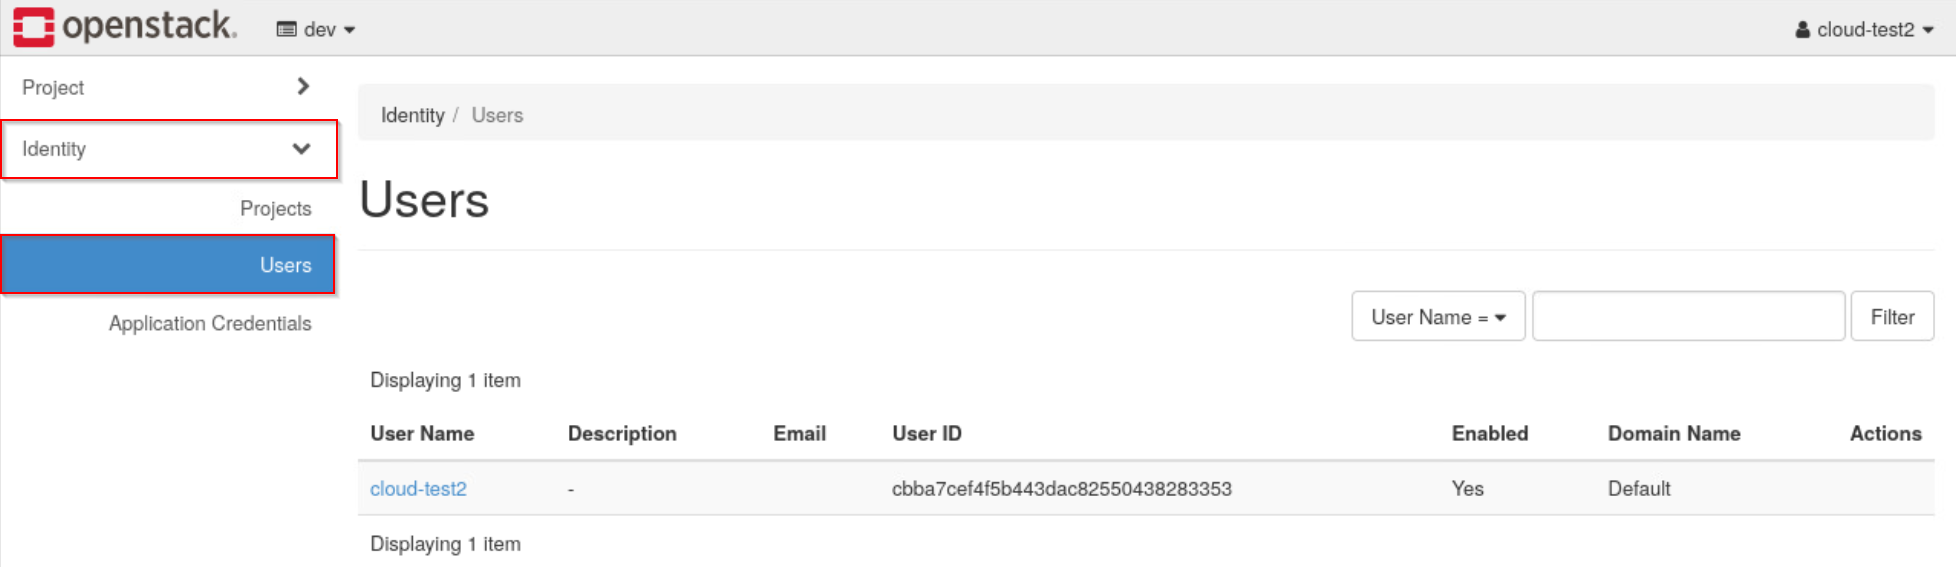 openstack. dev cloud-test2
Project
Identity
Projects
Users
Application Credentials
Identity / Users
Users
User Name = Filter
Displaying 1 item
User Name Description Email User ID Enabled Domain Name Actions
cloud-test2 - cbba7cef4f5b443dac82550438283353 Yes Default
Displaying 1 item